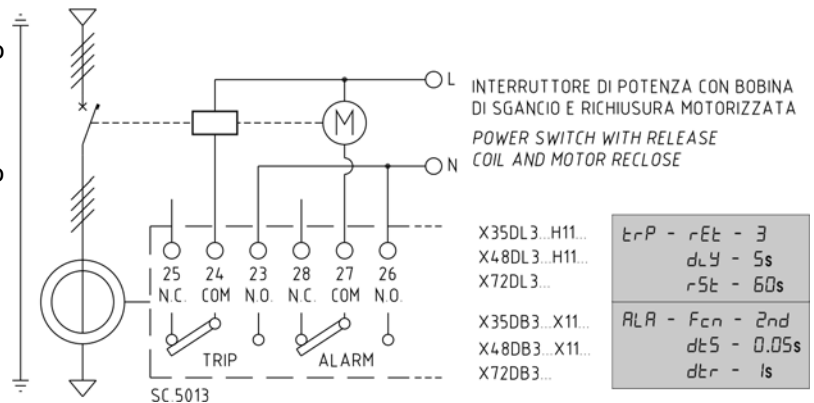 L
INTERRUTTORE DI POTENZA CON BOBINA
DI SGANCIO E RICHIUSURA MOTORIZZATA
POWER SWITCH WITH RELEASE
COIL AND MOTOR RECLOSE
M
N
25 24 23 28 27 26
N.C. COM N.O. N.C. COM N.O.
TRIP ALARM
SC.5013
X35DL3...H11...
X48DL3...H11...
X72DL3...
trP - rEt - 3
dLY - 5s
rSt - 60s
X35DB3...X11...
X48DB3...X11...
X72DB3...
ALA - Fcn - 2nd
dtS - 0.05s
dtr - 1s